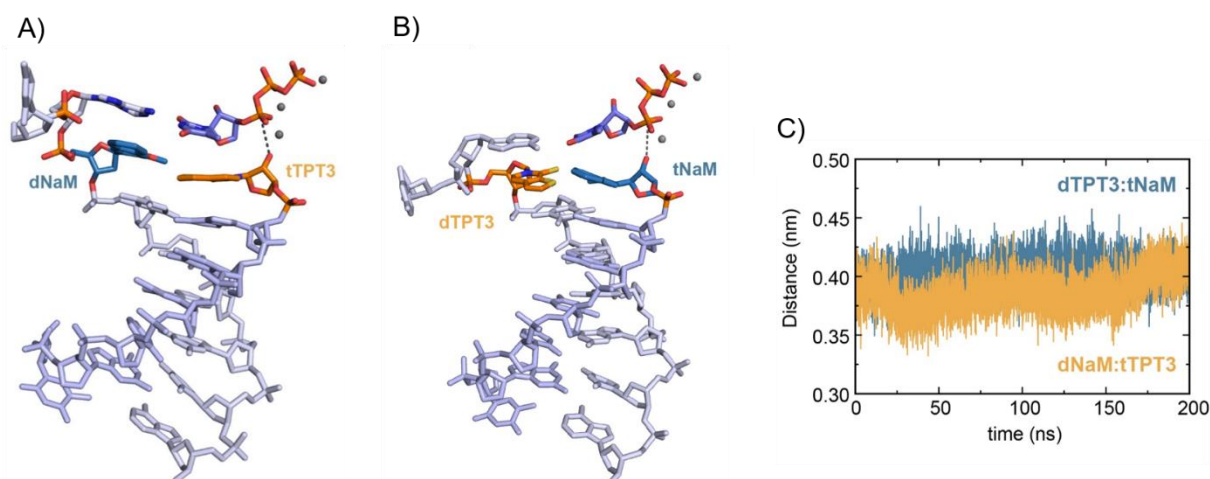 A)
dNaM
tTPT3
B)
dTPT3
tNaM
C)
0.50
0.45
0.40
0.35
0.30
Distance (nm)
dTPT3:tNaM
dNaM:tTPT3
0
50
100
150
200
time (ns)